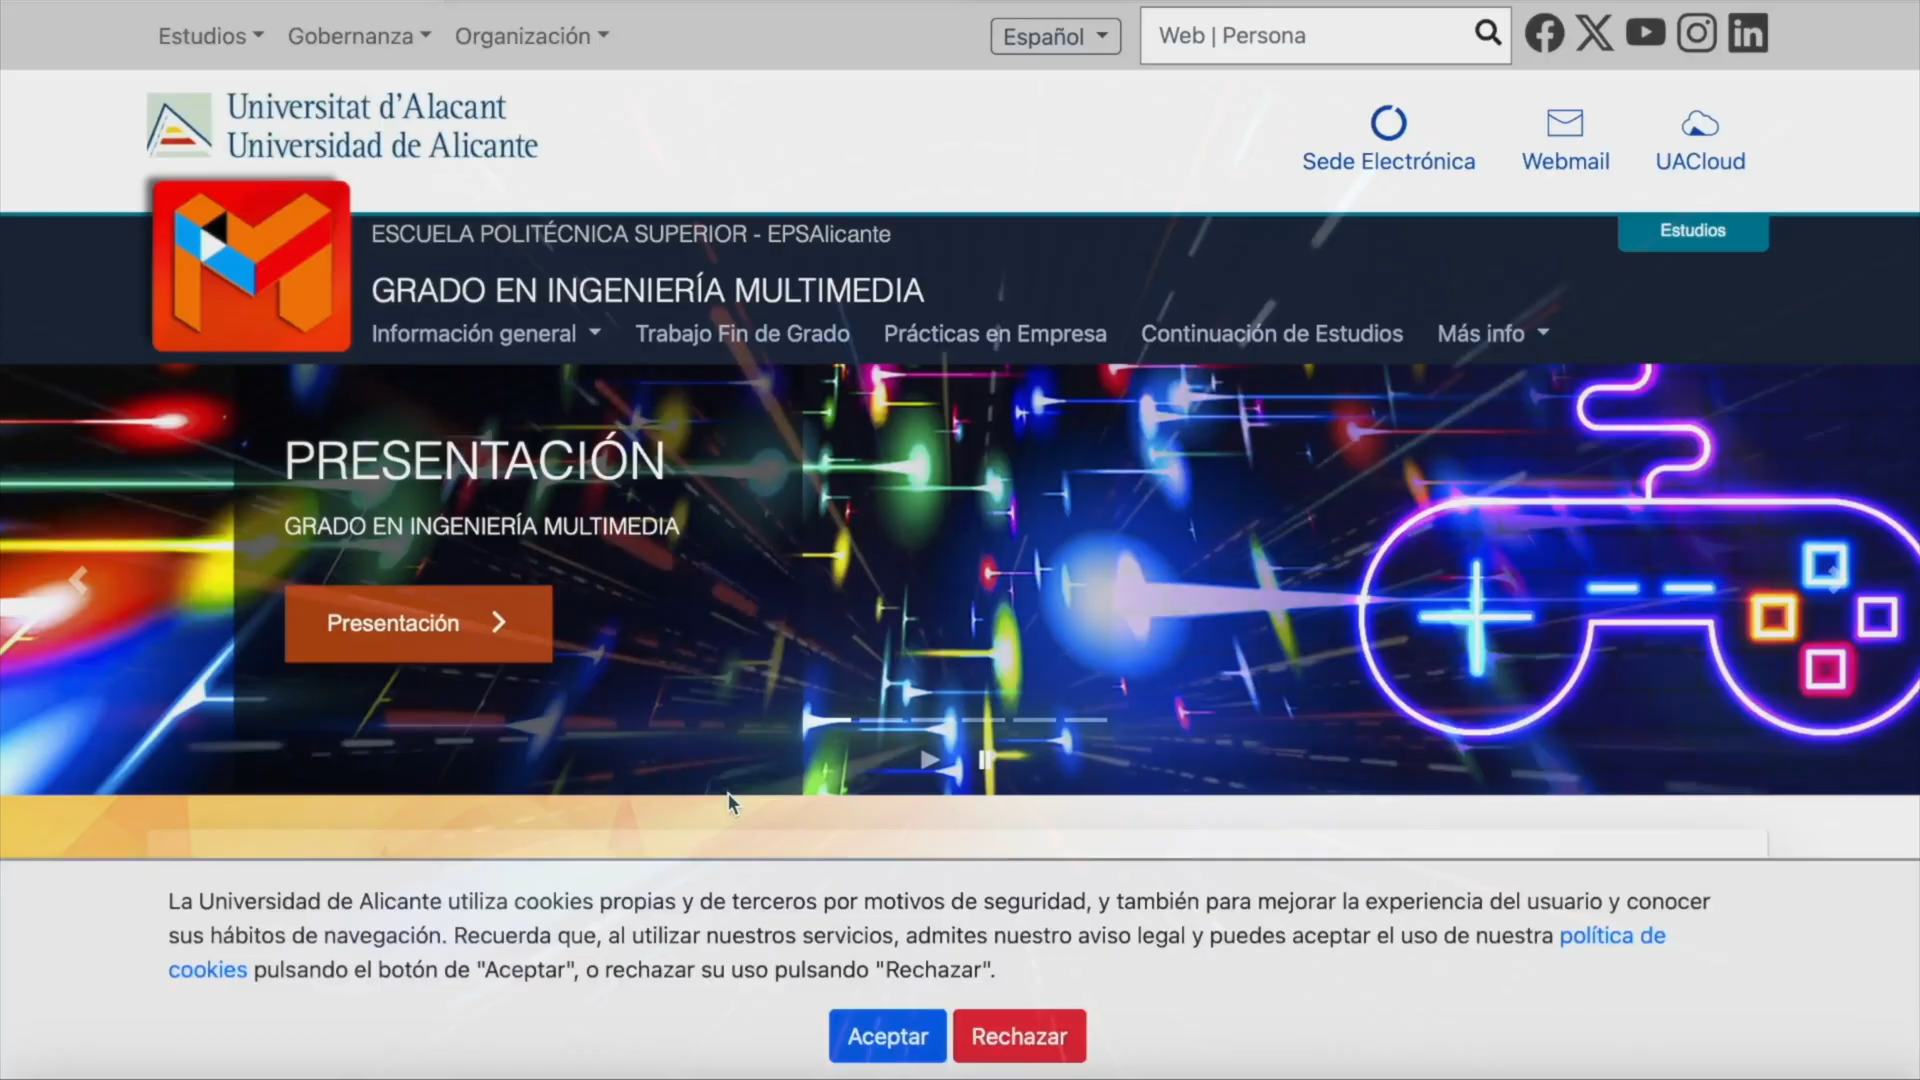 Estudios
Gobernanza
Organización
Español
Web | Persona
Universitat d'Alacant
Universidad de Alicante
Sede Electrónica
Webmail
UACloud
ESCUELA POLITÉCNICA SUPERIOR - EPSAlicante
Estudios
GRADO EN INGENIERÍA MULTIMEDIA
Información general
Trabajo Fin de Grado
Prácticas en Empresa
Continuación de Estudios
Más info
PRESENTACIÓN
GRADO EN INGENIERÍA MULTIMEDIA
Presentación
La Universidad de Alicante utiliza cookies propias y de terceros por motivos de seguridad, y también para mejorar la experiencia del usuario y conocer
sus hábitos de navegación. Recuerda que, al utilizar nuestros servicios, admites nuestro aviso legal y puedes aceptar el uso de nuestra política de
cookies pulsando el botón de "Aceptar", o rechazar su uso pulsando "Rechazar".
Aceptar
Rechazar